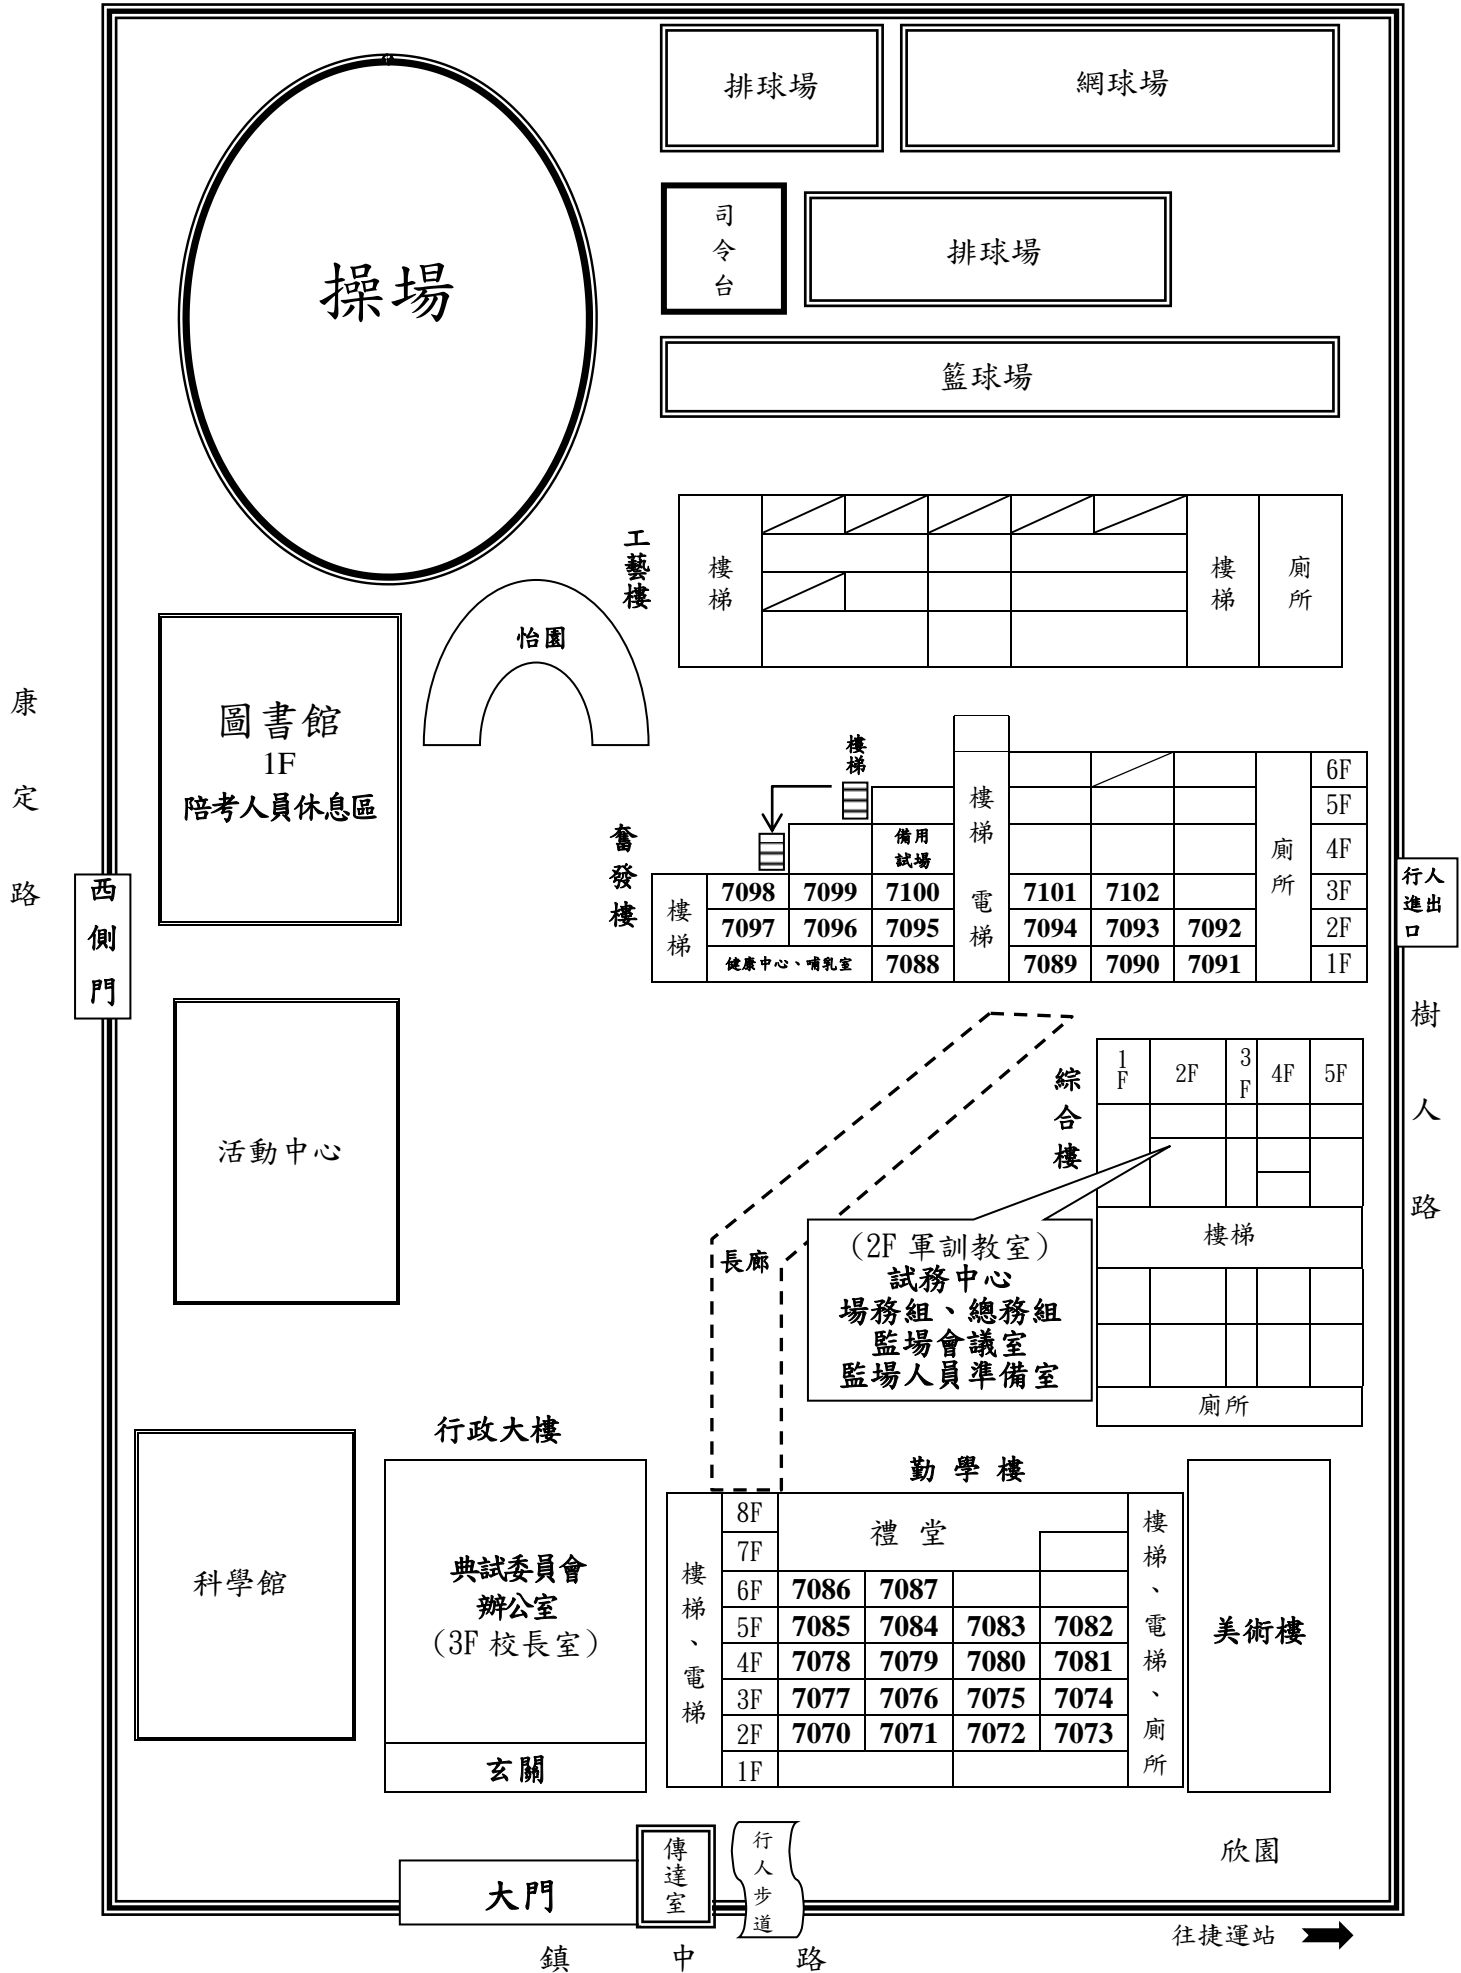 排球場
網球場
司令台
排球場
操場
籃球場
工藝樓
樓梯
樓梯
廁所
怡園
圖書館
1F
陪考人員休息區
康定路
西側門
奮發樓
樓梯
樓梯 電梯
廁所
6F
5F
備用
試場
4F
樓梯
7098 7099 7100 7101 7102 3F
7097 7096 7095 7094 7093 7092 2F
健康中心、哺乳室 7088 7089 7090 7091 1F
行人
進出
口
樹人路
活動中心
綜合樓
1F 2F 3F 4F 5F
樓梯
廁所
長廊
(2F 軍訓教室)
試務中心
場務組、總務組
監場會議室
監場人員準備室
科學館
行政大樓
典試委員會
辦公室
(3F 校長室)
玄關
勤學樓
樓梯、電梯
8F
禮堂
7F
6F 7086 7087
5F 7085 7084 7083 7082
4F 7078 7079 7080 7081
3F 7077 7076 7075 7074
2F 7070 7071 7072 7073
1F
樓梯、電梯、廁所
美術樓
欣園
大門
傳達室
行人步道
往捷運站
鎮中路